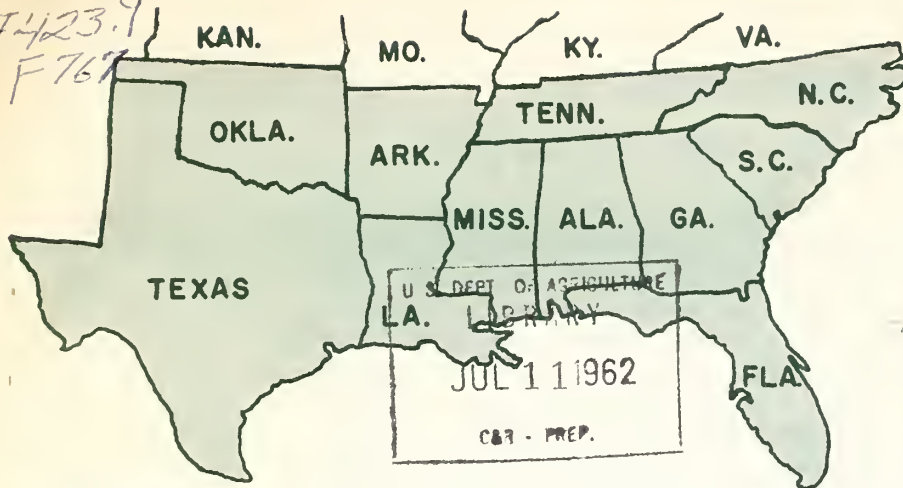 1423.9
F767
KAN.
MO.
KY.
VA.
N.C.
OKLA.
ARK.
TENN.
S.C.
MISS.
ALA.
GA.
TEXAS
LA.
U. S. DEPT. OF AGRICULTURE
LIBRARY
JUL 11 1962
FLA.
C&R - PREP.